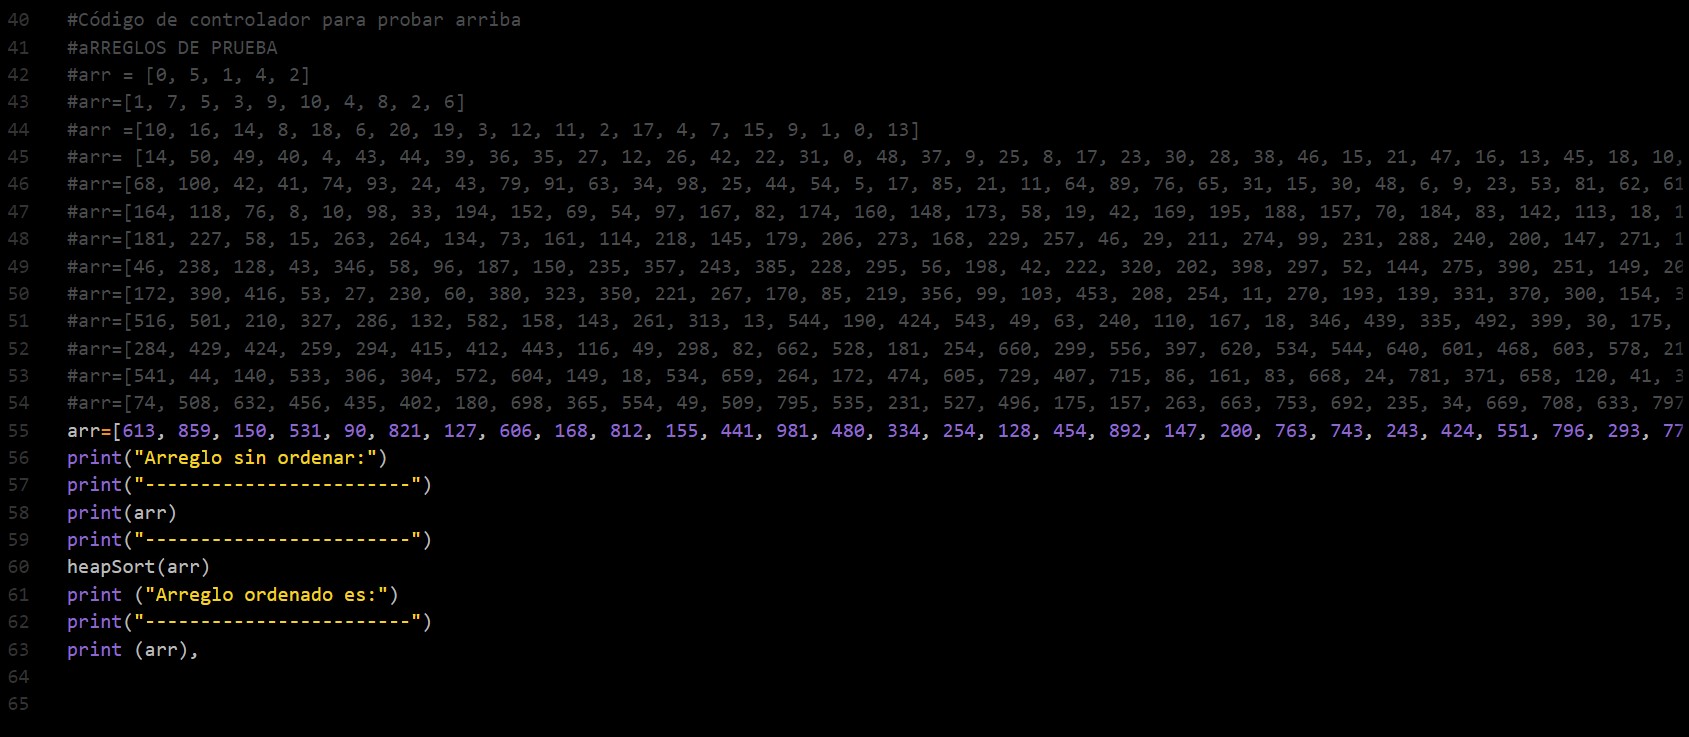 40 #Código de controlador para probar arriba
41 #aRREGLOS DE PRUEBA
42 #arr = [0, 5, 1, 4, 2]
43 #arr=[1, 7, 5, 3, 9, 10, 4, 8, 2, 6]
44 #arr =[10, 16, 14, 8, 18, 6, 20, 19, 3, 12, 11, 2, 17, 4, 7, 15, 9, 1, 0, 13]
45 #arr= [14, 50, 49, 40, 4, 43, 44, 39, 36, 35, 27, 12, 26, 42, 22, 31, 0, 48, 37, 9, 25, 8, 17, 23, 30, 28, 38, 46, 15, 21, 47, 16, 13, 45, 18, 10,
46 #arr=[68, 100, 42, 41, 74, 93, 24, 43, 79, 91, 63, 34, 98, 25, 44, 54, 5, 17, 85, 21, 11, 64, 89, 76, 65, 31, 15, 30, 48, 6, 9, 23, 53, 81, 62, 61
47 #arr=[164, 118, 76, 8, 10, 98, 33, 194, 152, 69, 54, 97, 167, 82, 174, 160, 148, 173, 58, 19, 42, 169, 195, 188, 157, 70, 184, 83, 142, 113, 18, 1
48 #arr=[181, 227, 58, 15, 263, 264, 134, 73, 161, 114, 218, 145, 179, 206, 273, 168, 229, 257, 46, 29, 211, 274, 99, 231, 288, 240, 200, 147, 271, 1
49 #arr=[46, 238, 128, 43, 346, 58, 96, 187, 150, 235, 357, 243, 385, 228, 295, 56, 198, 42, 222, 320, 202, 398, 297, 52, 144, 275, 390, 251, 149, 20
50 #arr=[172, 390, 416, 53, 27, 230, 60, 380, 323, 350, 221, 267, 170, 85, 219, 356, 99, 103, 453, 208, 254, 11, 270, 193, 139, 331, 370, 300, 154, 3
51 #arr=[516, 501, 210, 327, 286, 132, 582, 158, 143, 261, 313, 13, 544, 190, 424, 543, 49, 63, 240, 110, 167, 18, 346, 439, 335, 492, 399, 30, 175,
52 #arr=[284, 429, 424, 259, 294, 415, 412, 443, 116, 49, 298, 82, 662, 528, 181, 254, 660, 299, 556, 397, 620, 534, 544, 640, 601, 468, 603, 578, 21
53 #arr=[541, 44, 140, 533, 306, 304, 572, 604, 149, 18, 534, 659, 264, 172, 474, 605, 729, 407, 715, 86, 161, 83, 668, 24, 781, 371, 658, 120, 41, 3
54 #arr=[74, 508, 632, 456, 435, 402, 180, 698, 365, 554, 49, 509, 795, 535, 231, 527, 496, 175, 157, 263, 663, 753, 692, 235, 34, 669, 708, 633, 797
55 arr=[613, 859, 150, 531, 90, 821, 127, 606, 168, 812, 155, 441, 981, 480, 334, 254, 128, 454, 892, 147, 200, 763, 743, 243, 424, 551, 796, 293, 77
56 print("Arreglo sin ordenar:")
57 print("------------------------")
58 print(arr)
59 print("------------------------")
60 heapSort(arr)
61 print ("Arreglo ordenado es:")
62 print("------------------------")
63 print (arr),
64
65